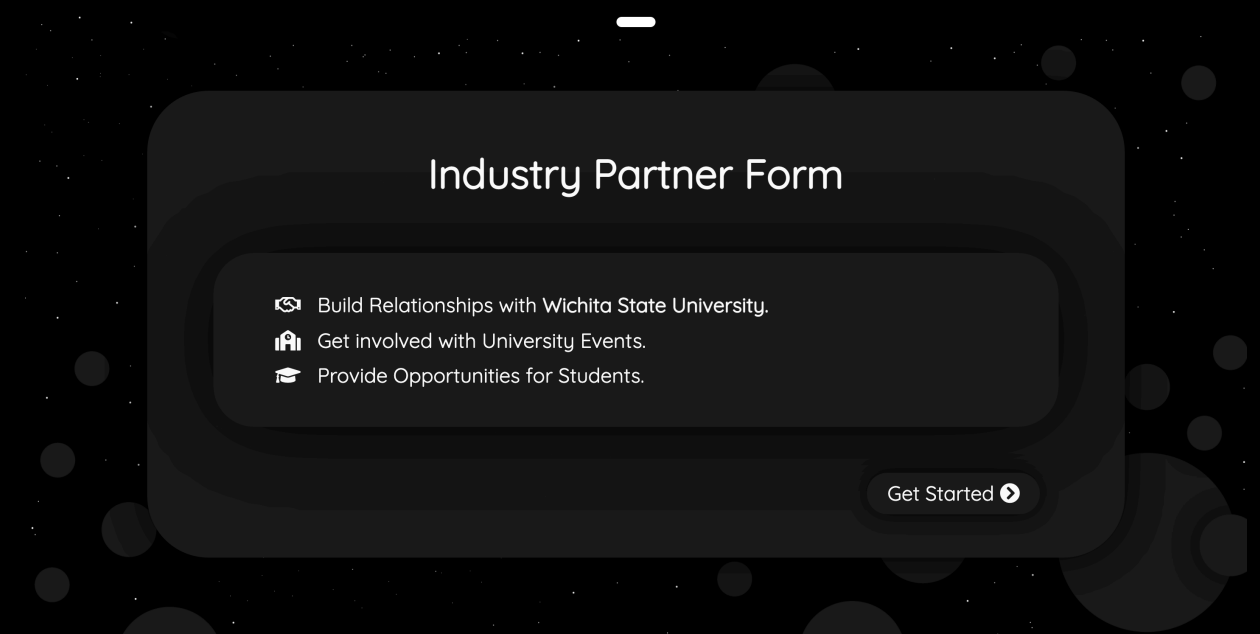 Industry Partner Form
Build Relationships with Wichita State University.
Get involved with University Events.
Provide Opportunities for Students.
Get Started